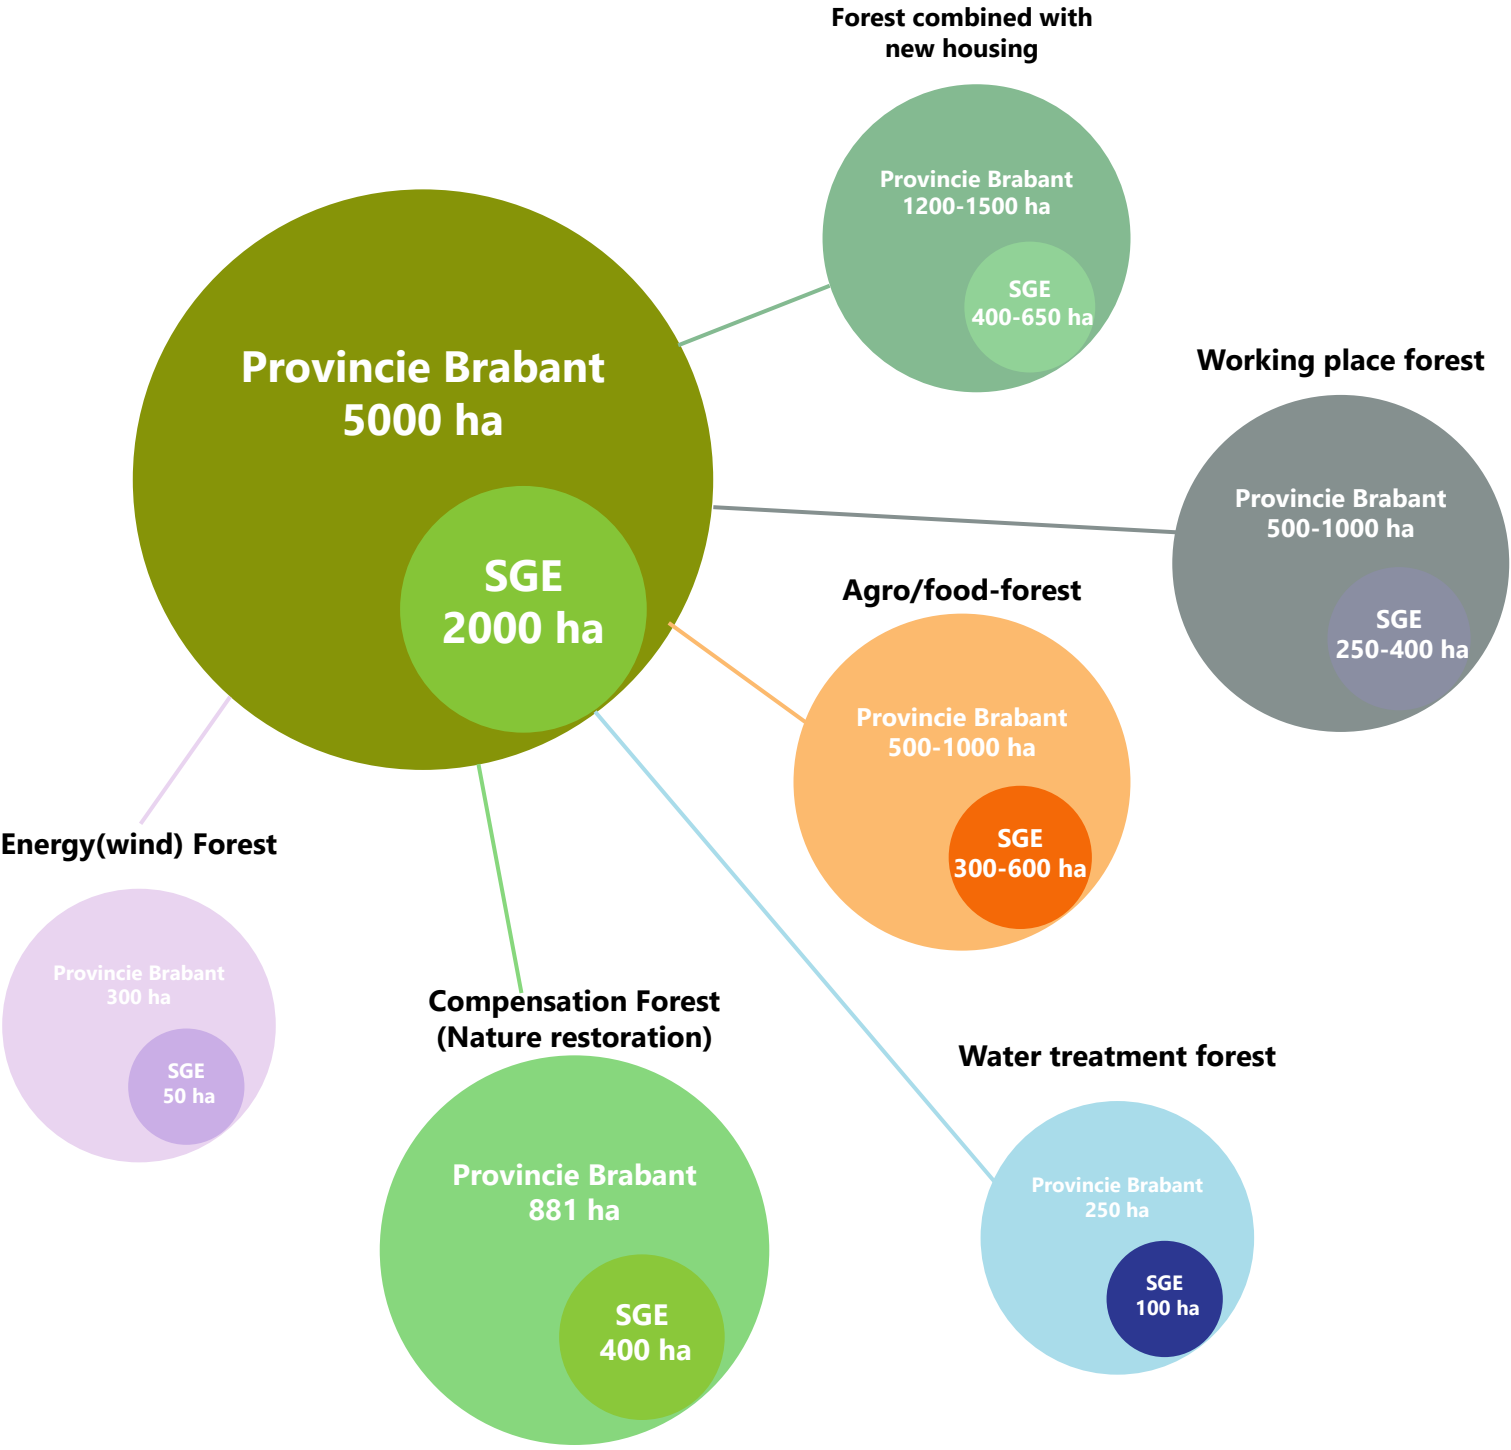 Forest combined with
new housing
Provincie Brabant
1200-1500 ha
SGE
400-650 ha
Provincie Brabant
5000 ha
SGE
2000 ha
Working place forest
Provincie Brabant
500-1000 ha
SGE
250-400 ha
Agro/food-forest
Provincie Brabant
500-1000 ha
SGE
300-600 ha
Energy(wind) Forest
Provincie Brabant
300 ha
SGE
50 ha
Compensation Forest
(Nature restoration)
Provincie Brabant
881 ha
SGE
400 ha
Water treatment forest
Provincie Brabant
250 ha
SGE
100 ha